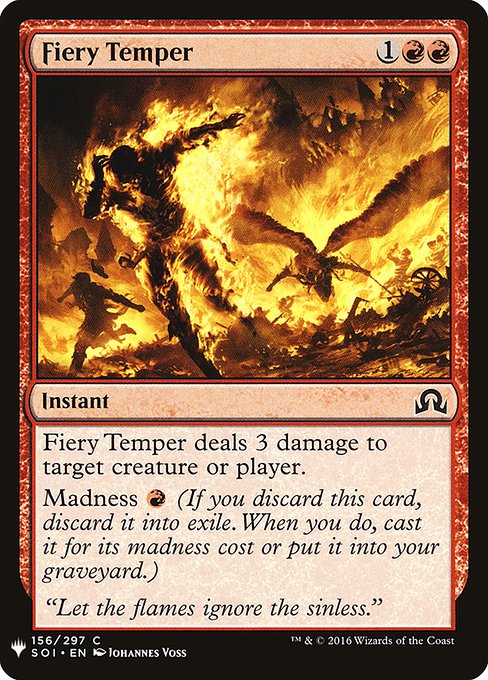 Fiery Temper 1
Instant
Fiery Temper deals 3 damage to
target creature or player.
Madness (If you discard this card,
discard it into exile. When you do, cast
it for its madness cost or put it into your
graveyard.)
“Let the flames ignore the sinless.”
156/297 C
SOI • EN Johannes Voss
™ & © 2016 Wizards of the Coast